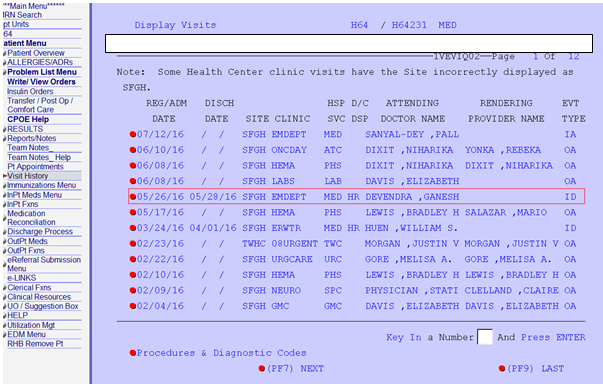 **Main Menu******
IRN Search
pt Units
64
atient Menu
Patient Overview
ALLERGIES/ADRs
Problem List Menu
Write/ View Orders
Insulin Orders
Transfer / Post Op /
Comfort Care
CPOE Help
RESULTS
Reports/Notes
Team Notes_
Team Notes_ Help
Pt Appointments
Visit History
Immunizations Menu
InPt Meds Menu
InPt Fxns
Medication
Reconciliation
Discharge Process
OutPt Meds
OutPt Fxns
eReferral Submission
Menu
e-LINKS
Clerical Fxns
Clinical Resources
UO / Suggestion Box
HELP
Utilization Mgt
EDM Menu
RHB Remove Pt
Display Visits H64 / H64231 MED
1VEVIQ02--Page 1 Of 12
Note: Some Health Center clinic visits have the Site incorrectly displayed as
SFGH.
REG/ADM DISCH HSP D/C ATTENDING RENDERING EVT
DATE DATE SITE CLINIC SVC DSP DOCTOR NAME PROVIDER NAME TYPE
07/12/16 / / SFGH EMDEPT MED SANYAL-DEY ,PALL IA
06/10/16 / / SFGH ONCDAY ATC DIXIT ,NIHARIKA YONKA ,REBEKA OA
06/08/16 / / SFGH HEMA PHS DIXIT ,NIHARIKA DIXIT ,NIHARIKA OA
06/08/16 / / SFGH LABS LAB DAVIS ,ELIZABETH OA
05/26/16 05/28/16 SFGH EMDEPT MED HR DEVENDRA ,GANESH ID
05/17/16 / / SFGH HEMA PHS LEWIS ,BRADLEY H SALAZAR ,MARIO OA
03/24/16 04/01/16 SFGH ERWTR MED HR HUEN ,WILLIAM S. ID
02/23/16 / / TWHC 08URGENT TWC MORGAN ,JUSTIN V MORGAN ,JUSTIN V OA
02/22/16 / / SFGH URGCARE URC GORE ,MELISA A. GORE ,MELISA A. OA
02/10/16 / / SFGH HEMA PHS LEWIS ,BRADLEY H LEWIS ,BRADLEY H OA
02/09/16 / / SFGH NEURO SPC PHYSICIAN ,STATI CLELLAND ,CLAIRE OA
02/04/16 / / SFGH GMC GMC DAVIS ,ELIZABETH DAVIS ,ELIZABETH OA
Key In a Number And Press ENTER
Procedures & Diagnostic Codes
(PF7) NEXT (PF9) LAST